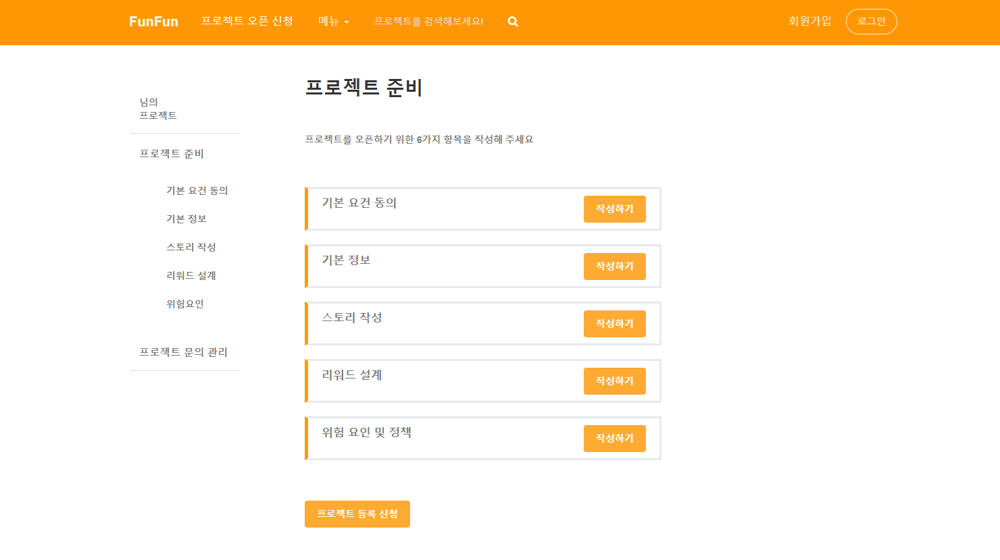 FunFun 프로젝트 오픈 신청 메뉴 프로젝트를 검색해보세요! 회원가입 로그인
프로젝트 준비
님의
프로젝트
프로젝트를 오픈하기 위한 6가지 항목을 작성해 주세요
프로젝트 준비
기본 요건 동의
기본 정보
스토리 작성
리워드 설계
위험요인
프로젝트 문의 관리
기본 요건 동의 작성하기
기본 정보 작성하기
스토리 작성 작성하기
리워드 설계 작성하기
위험 요인 및 정책 작성하기
프로젝트 등록 신청